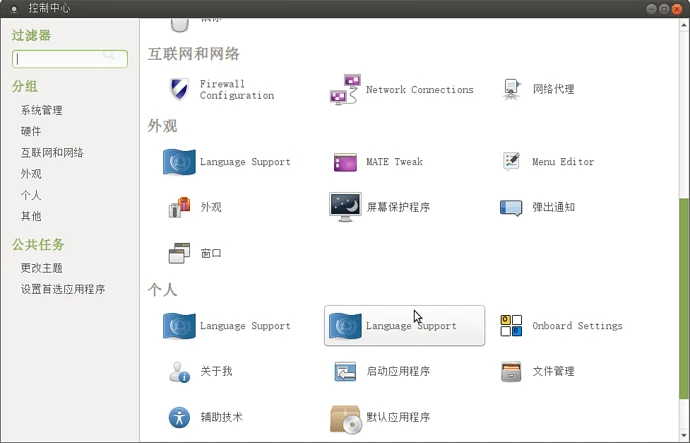 控制中心
过滤器
分组
系统管理
硬件
互联网和网络
外观
个人
其他
公共任务
更改主题
设置首选应用程序
互联网和网络
Firewall
Configuration
Network Connections
网络代理
外观
Language Support
MATE Tweak
Menu Editor
外观
屏幕保护程序
弹出通知
窗口
个人
Language Support
Language Support
Onboard Settings
关于我
启动应用程序
文件管理
辅助技术
默认应用程序